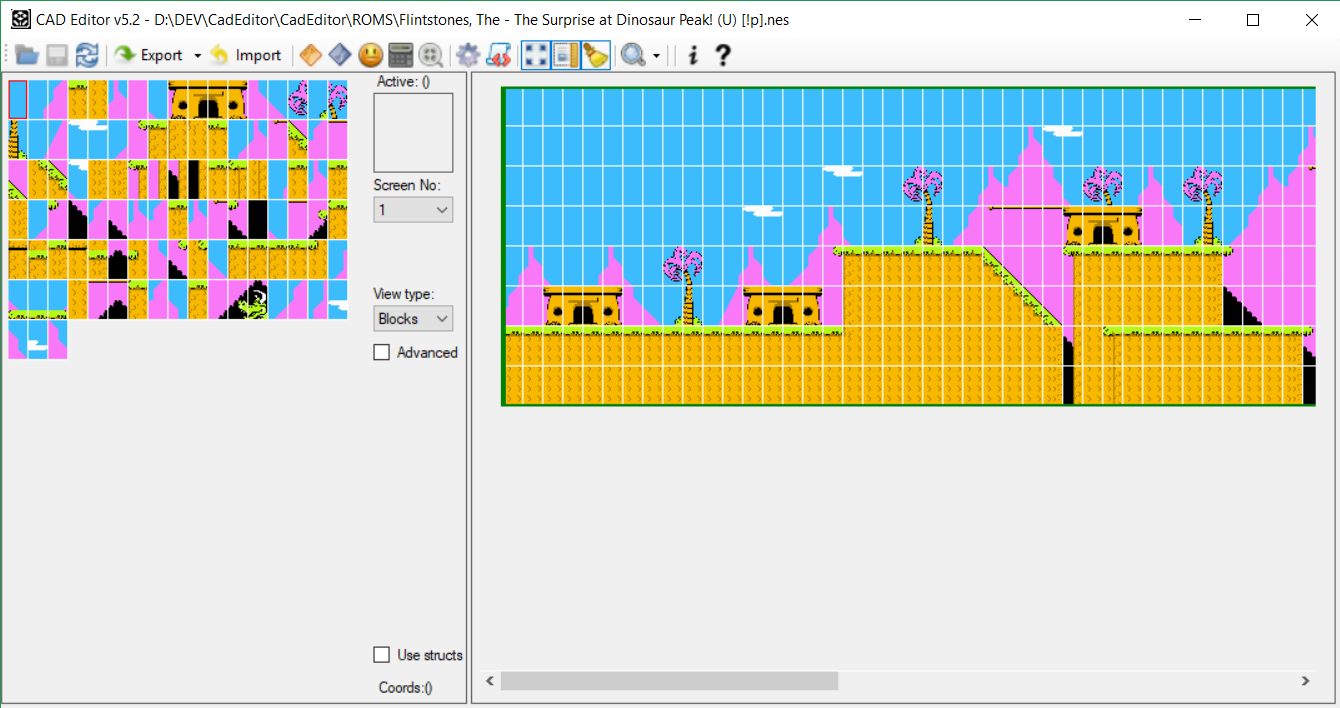 CAD Editor v5.2 - D:\DEV\CadEditor\CadEditor\ROMS\Flintstones, The - The Surprise at Dinosaur Peak! (U) [!p].nes
Export Import i ?
Active: ()
Screen No:
1
View type:
Blocks
Advanced
Use structs
Coords:()